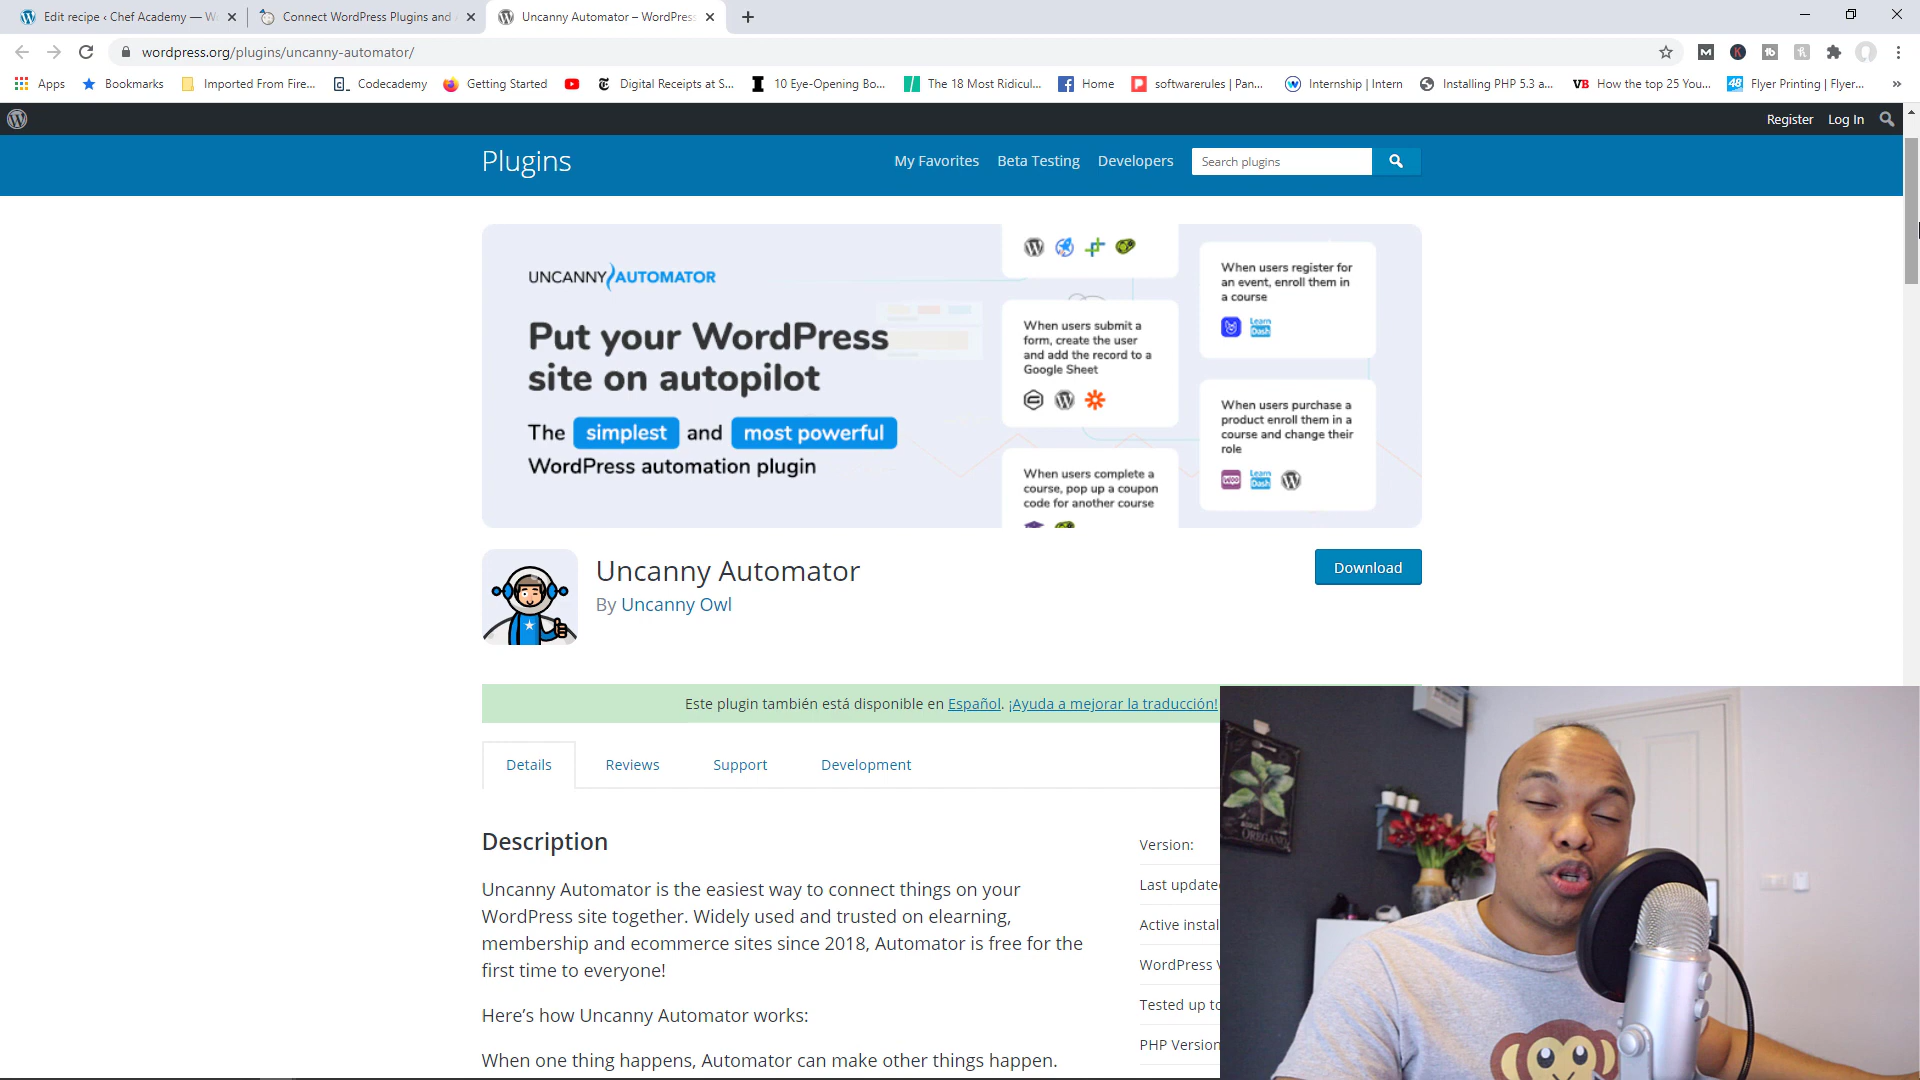 Edit recipe ‹ Chef Academy — W
Connect WordPress Plugins and
Uncanny Automator – WordPress
wordpress.org/plugins/uncanny-automator/
Apps
Bookmarks
Imported From Fire...
Codecademy
Getting Started
Digital Receipts at S...
10 Eye-Opening Bo...
The 18 Most Ridicul...
Home
softwarerules | Pan...
Internship | Intern
Installing PHP 5.3 a...
How the top 25 You...
Flyer Printing | Flyer...
Register
Log In
Plugins
My Favorites
Beta Testing
Developers
Search plugins
UNCANNY AUTOMATOR
Put your WordPress
site on autopilot
The simplest and most powerful
WordPress automation plugin
When users submit a
form, create the user
and add the record to a
Google Sheet
When users complete a
course, pop up a coupon
code for another course
When users register for
an event, enroll them in
a course
Learn
Dash
When users purchase a
product enroll them in a
course and change their
role
Woo
Learn
Dash
Uncanny Automator
By Uncanny Owl
Download
Este plugin también está disponible en Español. ¡Ayuda a mejorar la traducción!
Details
Reviews
Support
Development
Description
Uncanny Automator is the easiest way to connect things on your
WordPress site together. Widely used and trusted on elearning,
membership and ecommerce sites since 2018, Automator is free for the
first time to everyone!
Here's how Uncanny Automator works:
When one thing happens, Automator can make other things happen.
Version:
Last update
Active instal
WordPress V
Tested up to
PHP Version
OREGANO